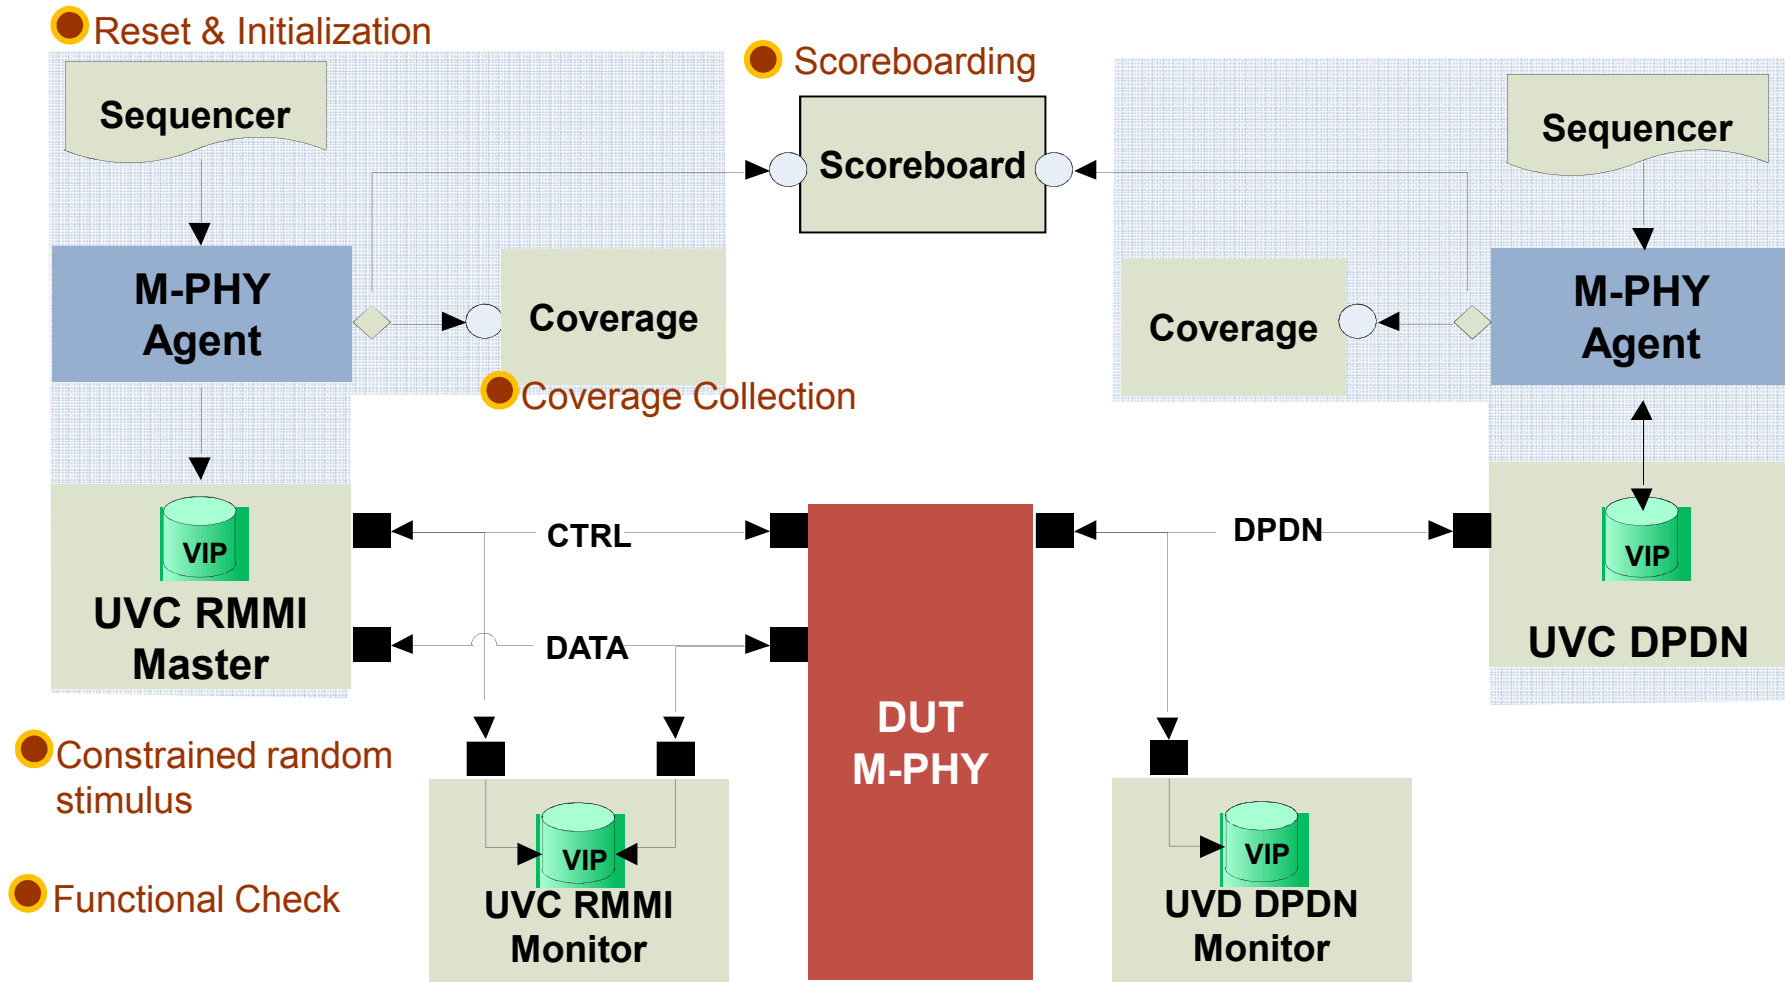 Reset & Initialization
Scoreboarding
Sequencer
Scoreboard
Sequencer
M-PHY
Agent
Coverage
Coverage
M-PHY
Agent
Coverage Collection
VIP
UVC RMMI
Master
CTRL
DATA
DPDN
VIP
UVC DPDN
DUT
M-PHY
Constrained random
stimulus
Functional Check
VIP
UVC RMMI
Monitor
VIP
UVD DPDN
Monitor